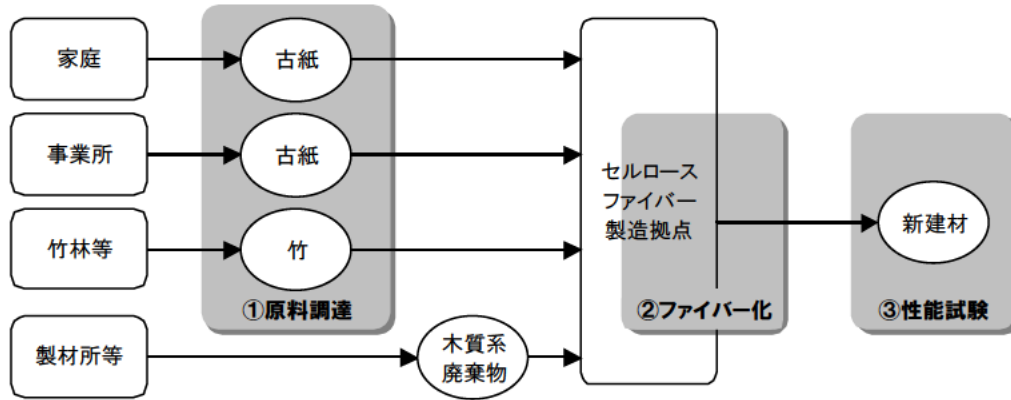 家庭
古紙
事業所
古紙
竹林等
竹
①原料調達
製材所等
木質系
廃棄物
セルロース
ファイバー
製造拠点
②ファイバー化
新建材
③性能試験